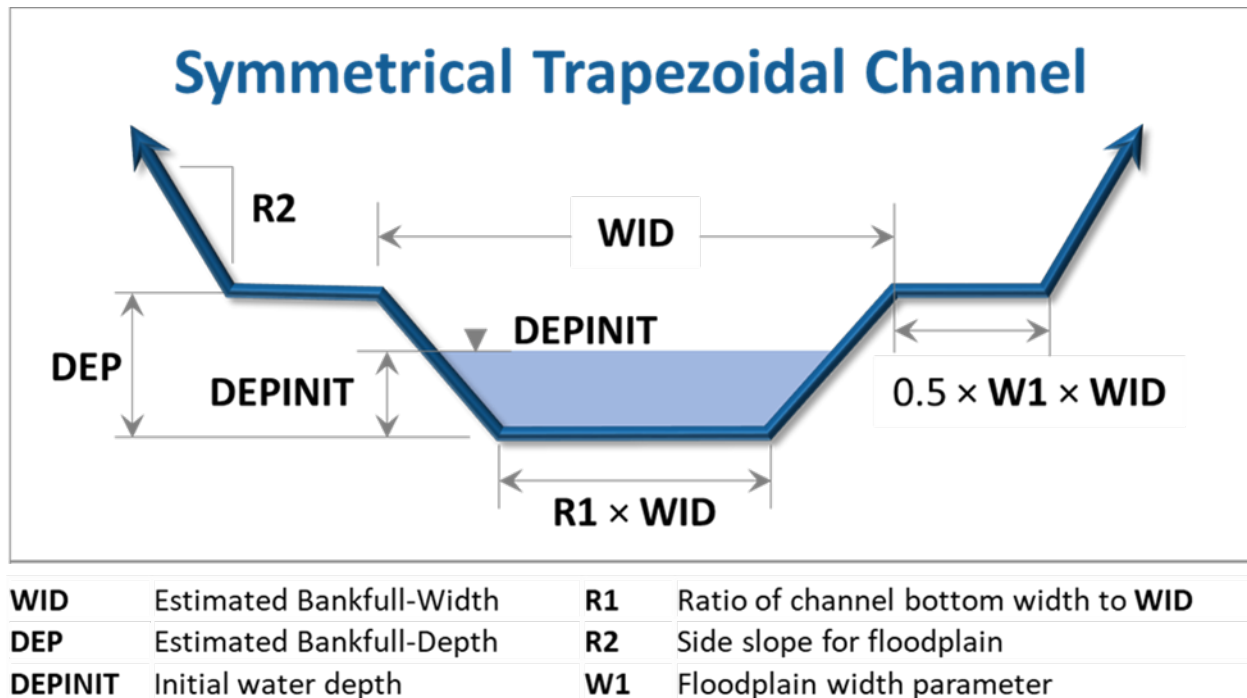 Symmetrical Trapezoidal Channel
R2
WID
DEPINIT
DEP
DEPINIT
0.5 × W1 × WID
R1 × WID
WID Estimated Bankfull-Width R1 Ratio of channel bottom width to WID
DEP Estimated Bankfull-Depth R2 Side slope for floodplain
DEPINIT Initial water depth W1 Floodplain width parameter